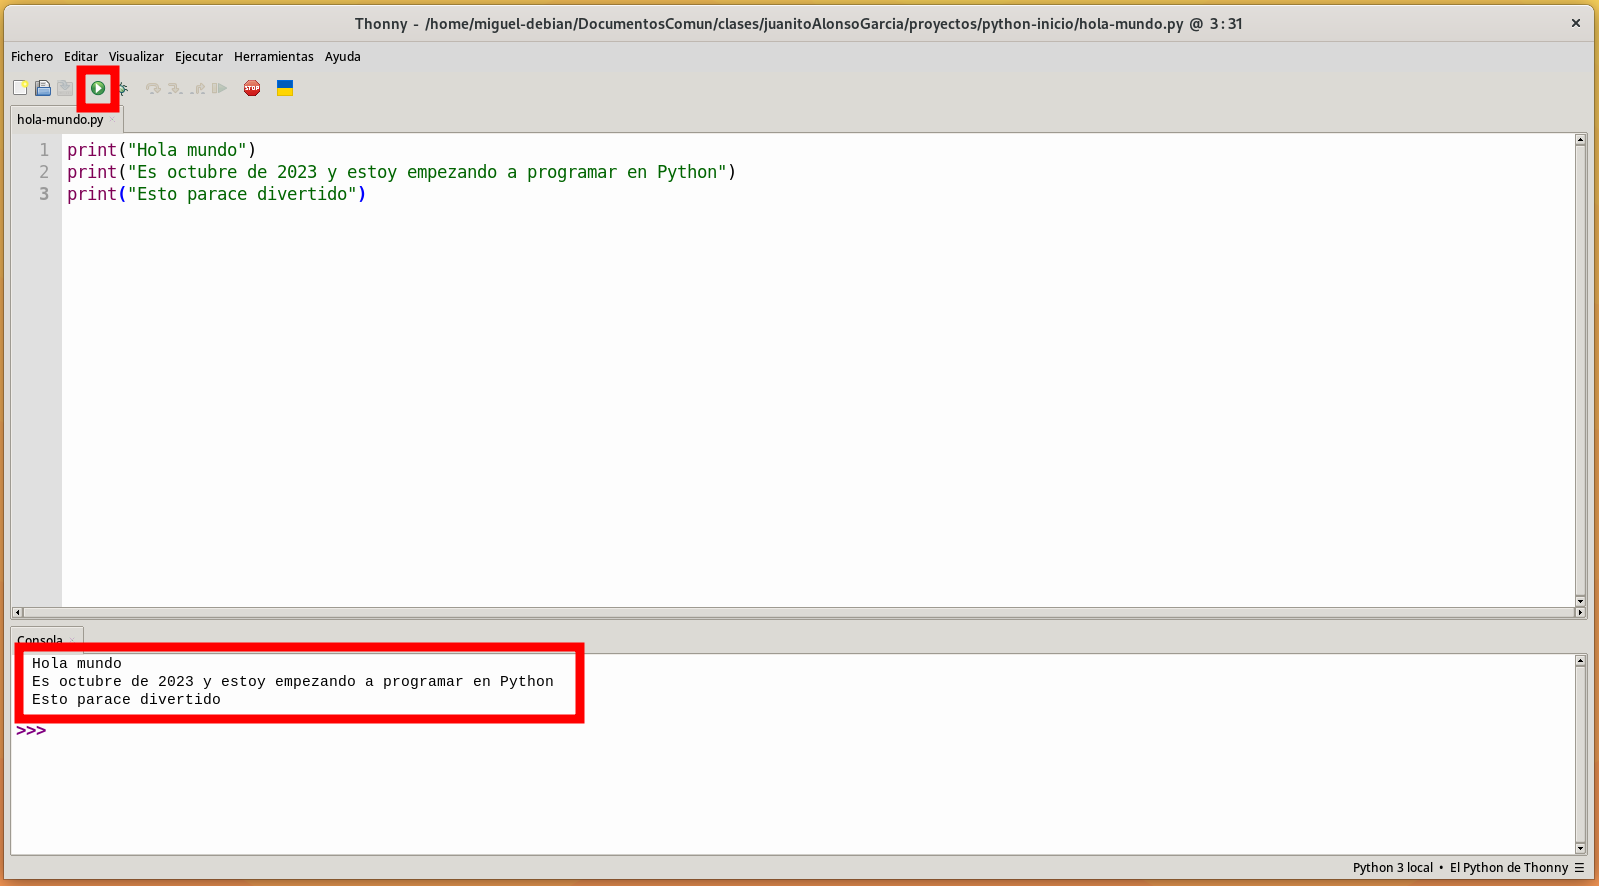 Thonny - /home/miguel-debian/DocumentosComun/clases/juanitoAlonsoGarcia/proyectos/python-inicio/hola-mundo.py @ 3:31
Fichero Editar Visualizar Ejecutar Herramientas Ayuda
STOP
hola-mundo.py
1 print("Hola mundo")
2 print("Es octubre de 2023 y estoy empezando a programar en Python")
3 print("Esto parace divertido")
Consola
Hola mundo
Es octubre de 2023 y estoy empezando a programar en Python
Esto parace divertido
>>>
Python 3 local • El Python de Thonny ☰